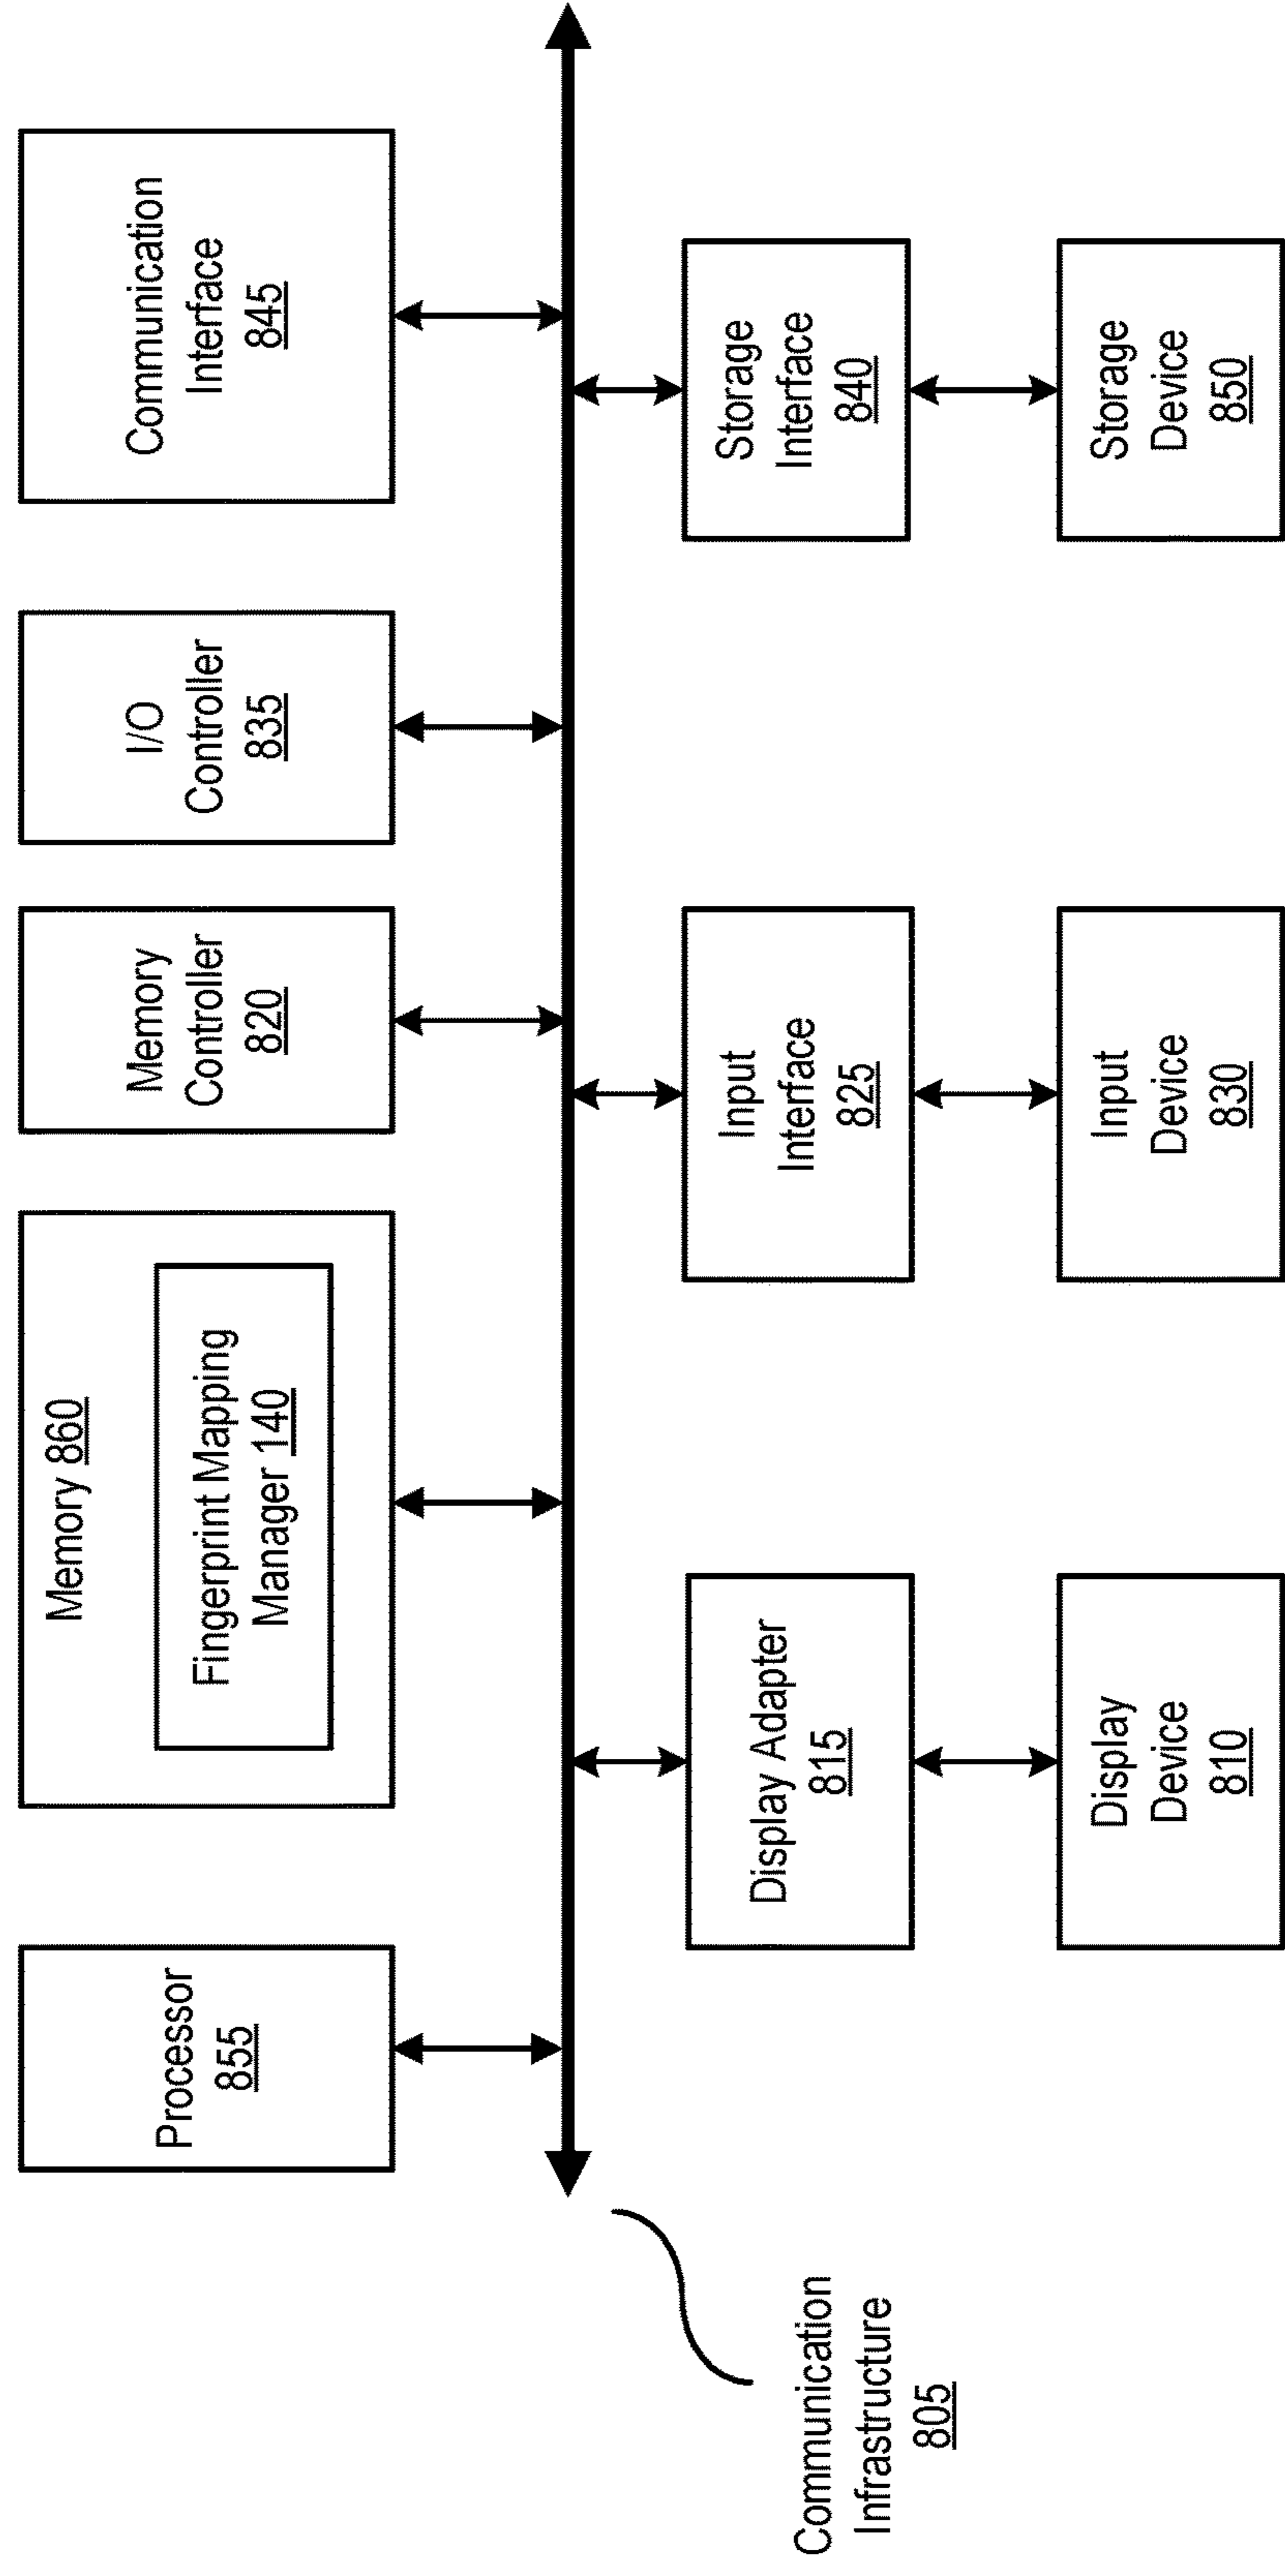 Processor
855
Memory 860
Fingerprint Mapping
Manager 140
Memory
Controller
820
I/O
Controller
835
Communication
Interface
845
Communication
Infrastructure
805
Display Adapter
815
Input
Interface
825
Storage
Interface
840
Display
Device
810
Input
Device
830
Storage
Device
850